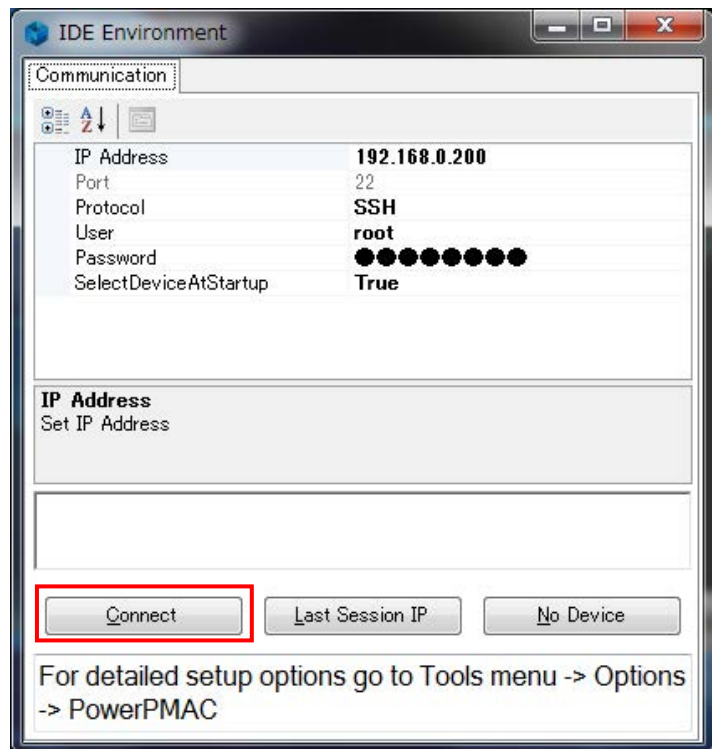 IDE Environment
Communication
IP Address 192.168.0.200
Port 22
Protocol SSH
User root
Password ●●●●●●●●
SelectDeviceAtStartup True
IP Address
Set IP Address
Connect Last Session IP No Device
For detailed setup options go to Tools menu -> Options
-> PowerPMAC